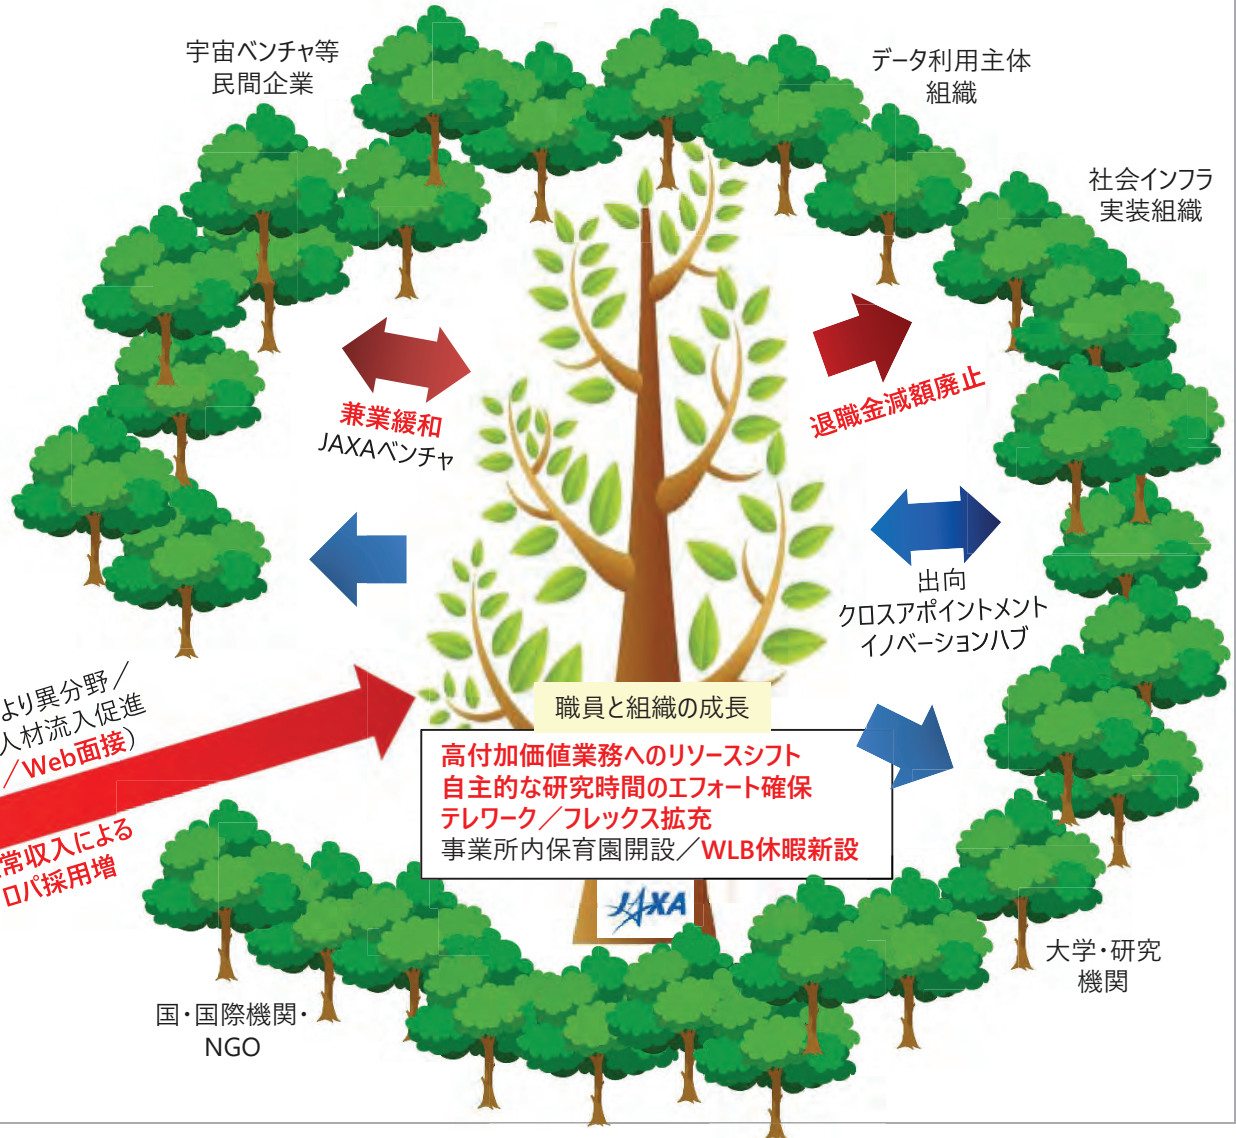 宇宙ベンチャ等
民間企業
データ利用主体
組織
社会インフラ
実装組織
兼業緩和
JAXAベンチャ
退職金減額廃止
出向
クロスアポイントメント
イノベーションハブ
より異分野／
人材流入促進
／Web面接）
常収入による
ロパ採用増
職員と組織の成長
高付加価値業務へのリソースシフト
自主的な研究時間のエフォート確保
テレワーク／フレックス拡充
事業所内保育園開設／WLB休暇新設
JAXA
大学・研究
機関
国・国際機関・
NGO